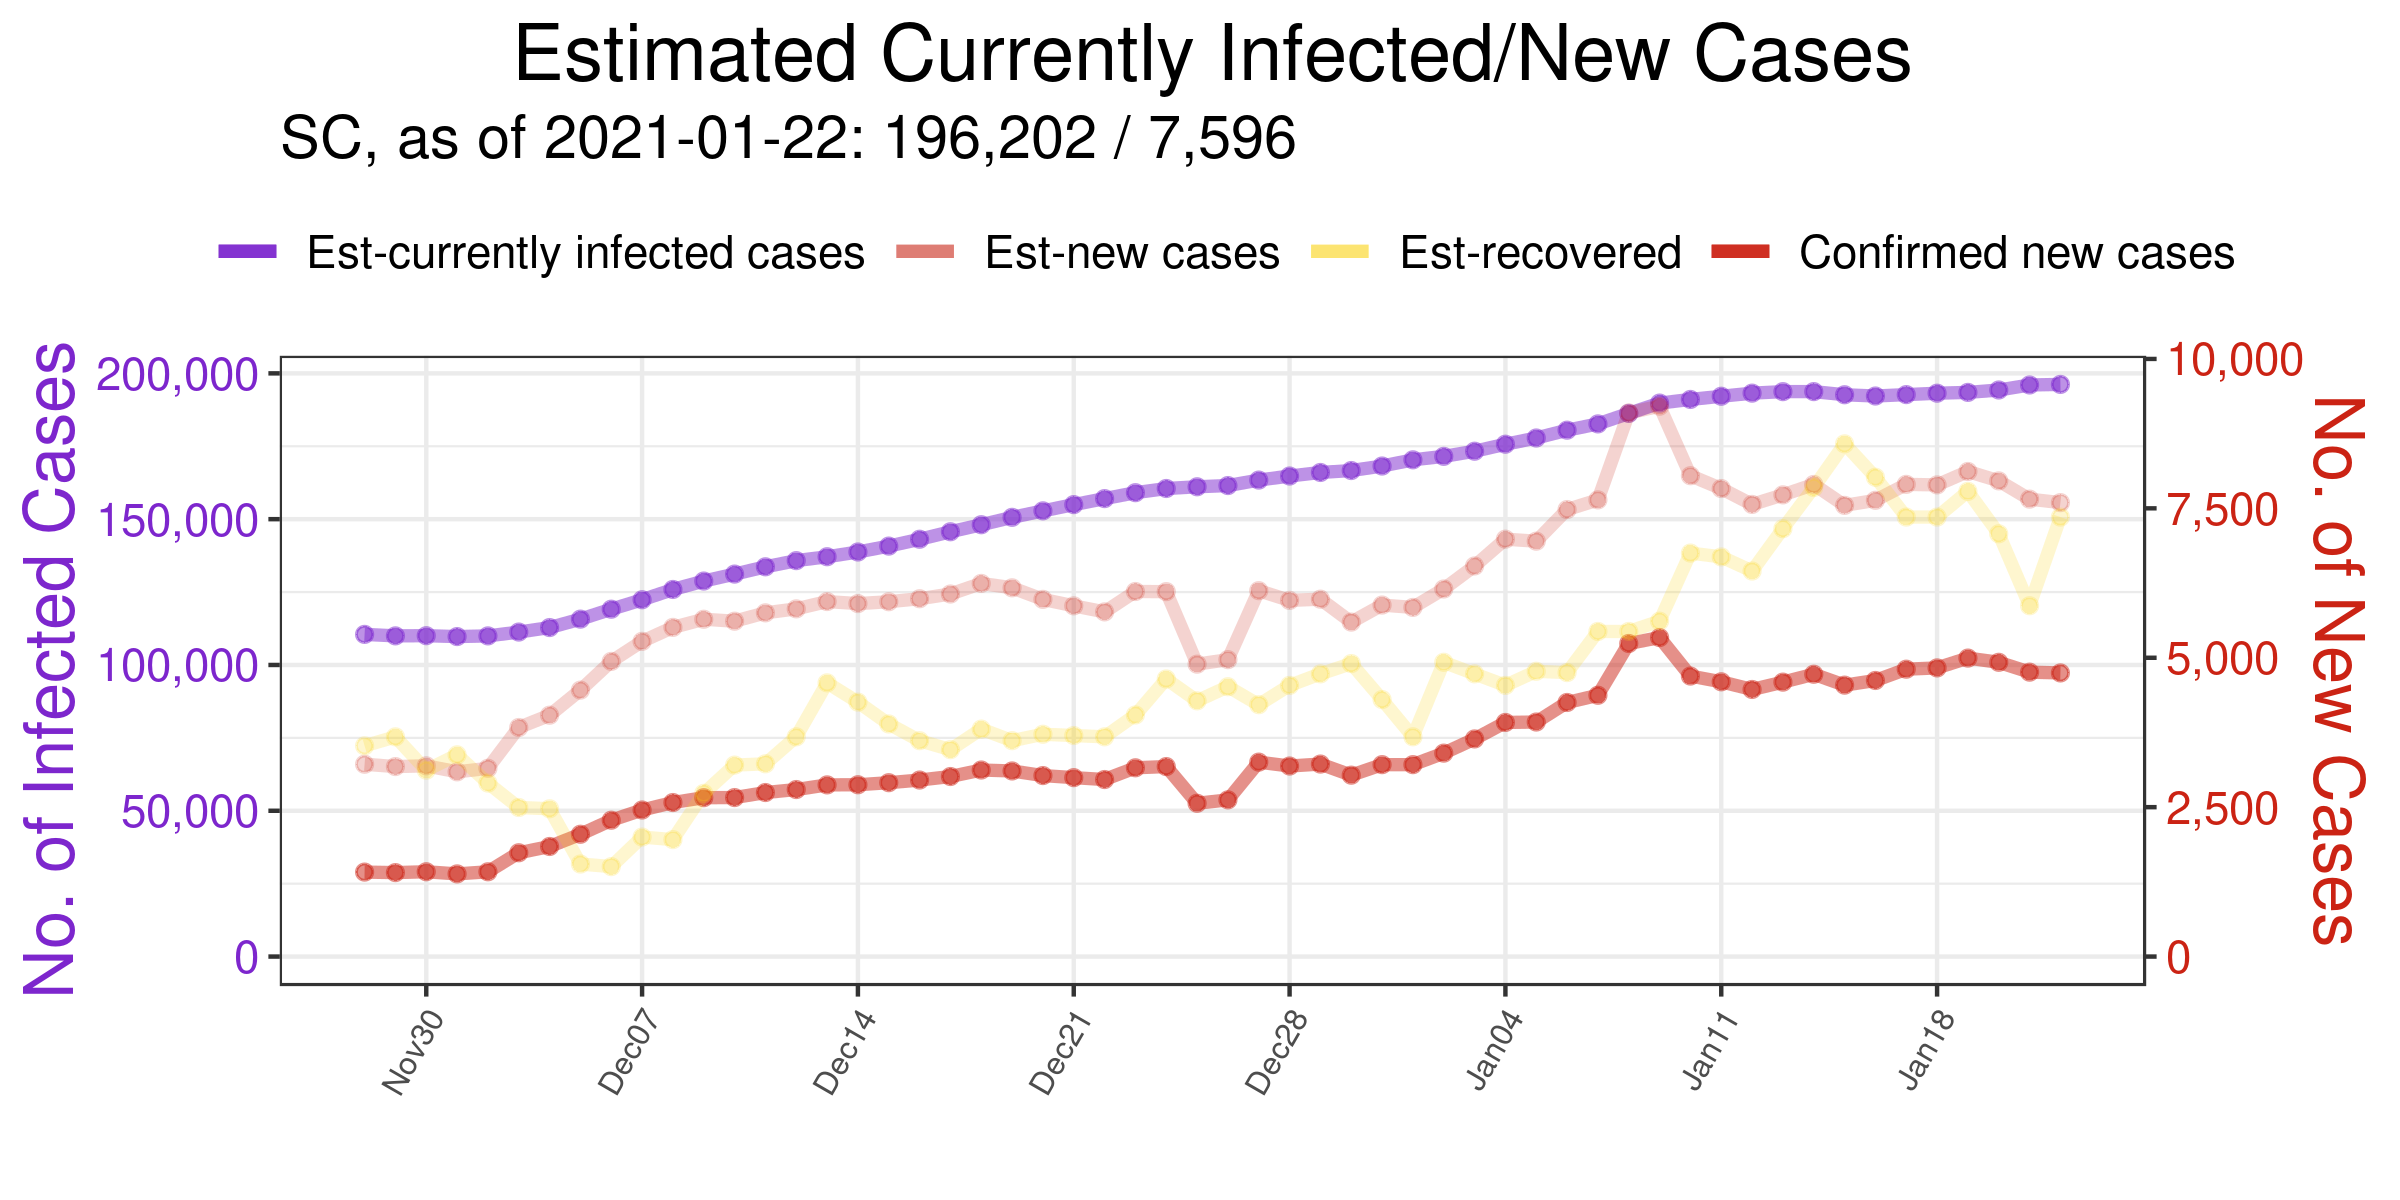 Estimated Currently Infected/New Cases
SC, as of 2021-01-22: 196,202 / 7,596
Est-currently infected cases Est-new cases Est-recovered Confirmed new cases
No. of Infected Cases
200,000
150,000
100,000
50,000
0
10,000
7,500
5,000
2,500
0
No. of New Cases
Nov30 Dec07 Dec14 Dec21 Dec28 Jan04 Jan11 Jan18